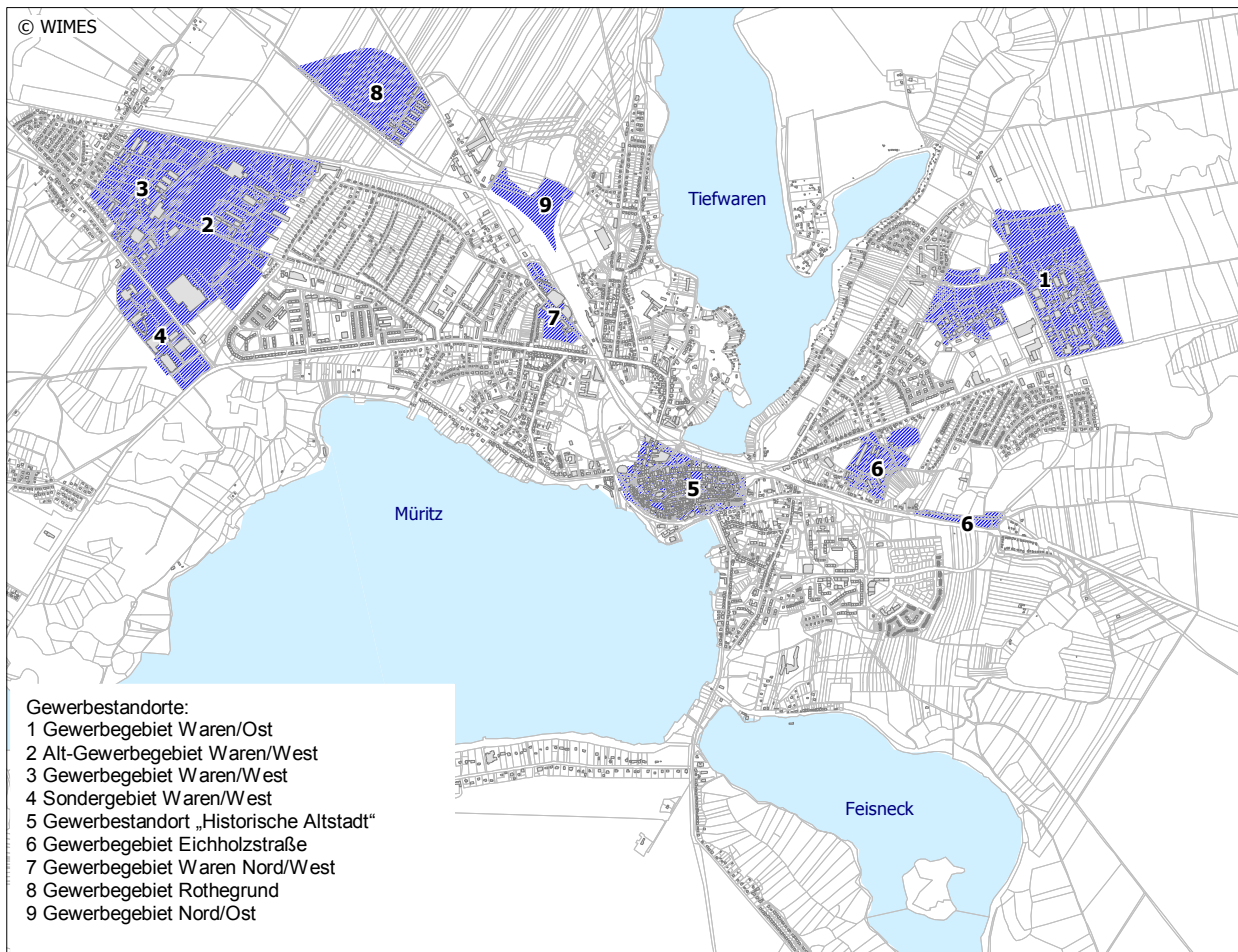 © WIMES
8
3
9
2
Tiefwaren
1
7
4
6
5
Müritz
6
Feisneck
Gewerbestandorte:
1 Gewerbegebiet Waren/Ost
2 Alt-Gewerbegebiet Waren/West
3 Gewerbegebiet Waren/West
4 Sondergebiet Waren/West
5 Gewerbestandort „Historische Altstadt“
6 Gewerbegebiet Eichholzstraße
7 Gewerbegebiet Waren Nord/West
8 Gewerbegebiet Rothegrund
9 Gewerbegebiet Nord/Ost